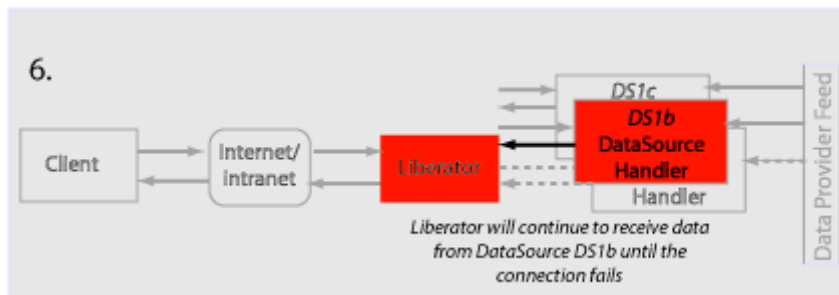 6.
Client
Internet/
intranet
Liberator
DS1c
DS1b
DataSource
Handler
Handler
Data Provider Feed
Liberator will continue to receive data
from DataSource DS1b until the
connection fails